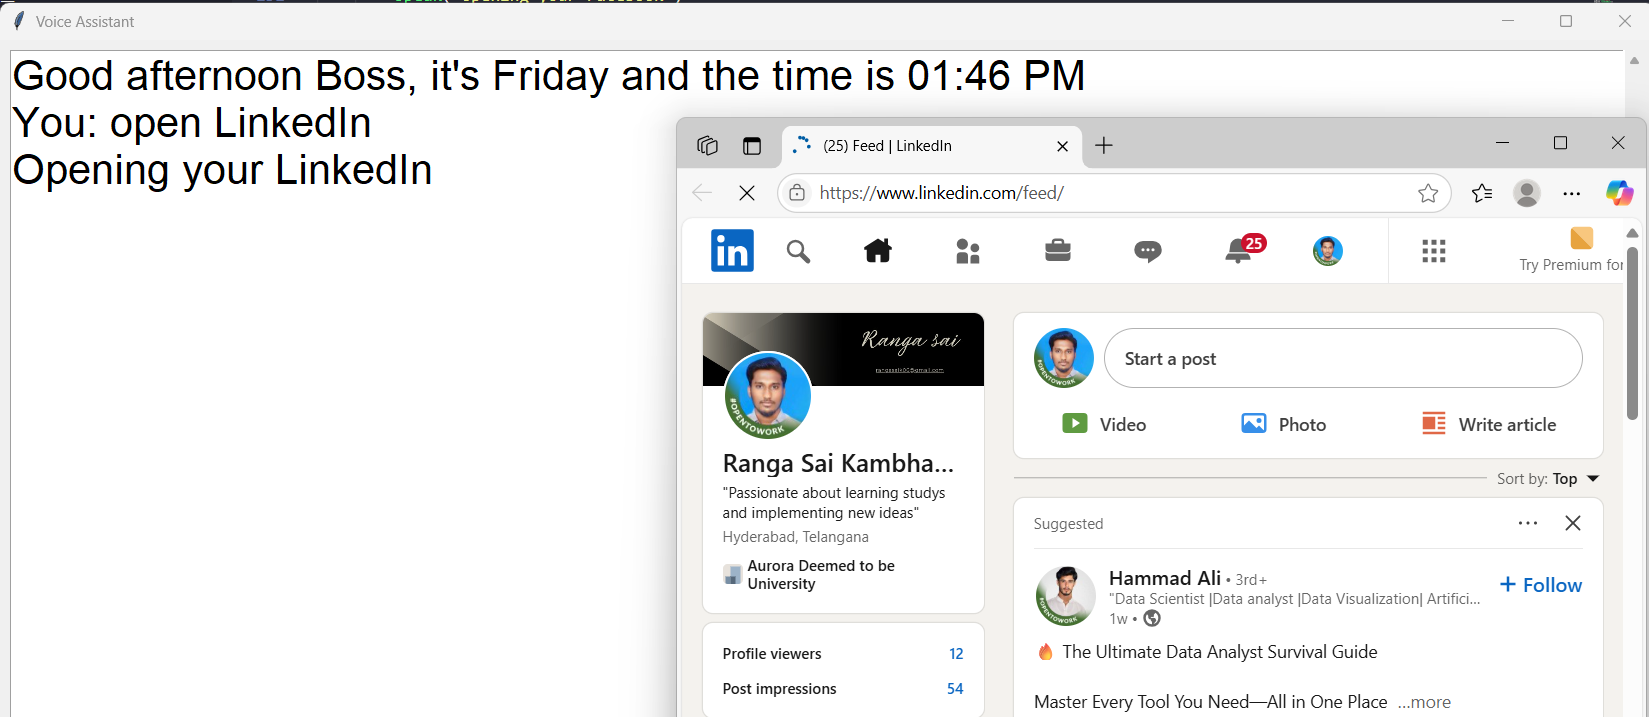 Voice Assistant
Good afternoon Boss, it's Friday and the time is 01:46 PM
You: open LinkedIn
Opening your LinkedIn
(25) Feed | LinkedIn
https://www.linkedin.com/feed/
in
25
Try Premium for
Ranga sai
#OPENTOWORK
Ranga Sai Kambha...
"Passionate about learning studys
and implementing new ideas"
Hyderabad, Telangana
Aurora Deemed to be
University
Profile viewers 12
Post impressions 54
#OPENTOWORK
Start a post
Video Photo Write article
Sort by: Top
Suggested
#OPENTOWORK
Hammad Ali • 3rd+
+ Follow
"Data Scientist |Data analyst |Data Visualization| Artifici...
1w •
🔥 The Ultimate Data Analyst Survival Guide
Master Every Tool You Need—All in One Place ...more